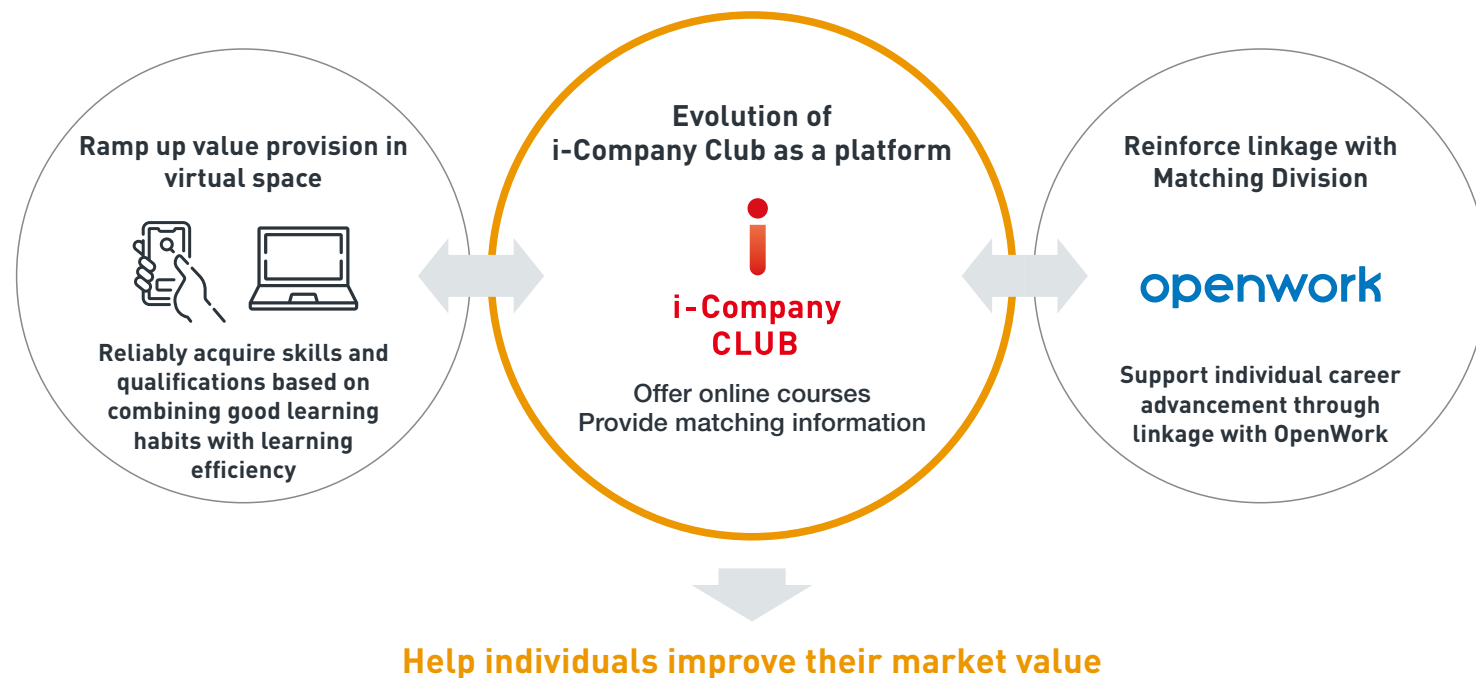 Ramp up value provision in
virtual space
Reliably acquire skills and
qualifications based on
combining good learning
habits with learning
efficiency
Evolution of
i-Company Club as a platform
i
i-Company
CLUB
Offer online courses
Provide matching information
Reinforce linkage with
Matching Division
openwork
Support individual career
advancement through
linkage with OpenWork
Help individuals improve their market value